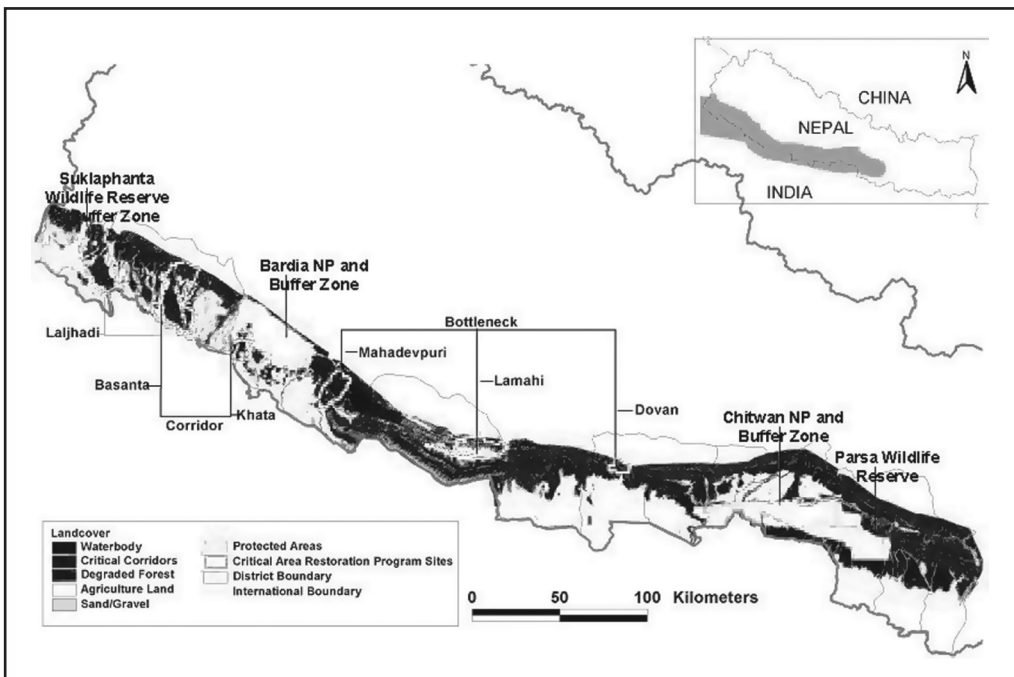 N
CHINA
NEPAL
INDIA
Suklaphanta
Wildlife Reserve
Buffer Zone
Bardia NP and
Buffer Zone
Bottleneck
Laljhadi
Mahadevpuri
Basanta
Lamahi
Khata
Corridor
Dovan
Chitwan NP and
Buffer Zone
Parsa Wildlife
Reserve
Landcover
Waterbody
Critical Corridors
Degraded Forest
Agriculture Land
Sand/Gravel
Protected Areas
Critical Area Restoration Program Sites
District Boundary
International Boundary
0 50 100 Kilometers